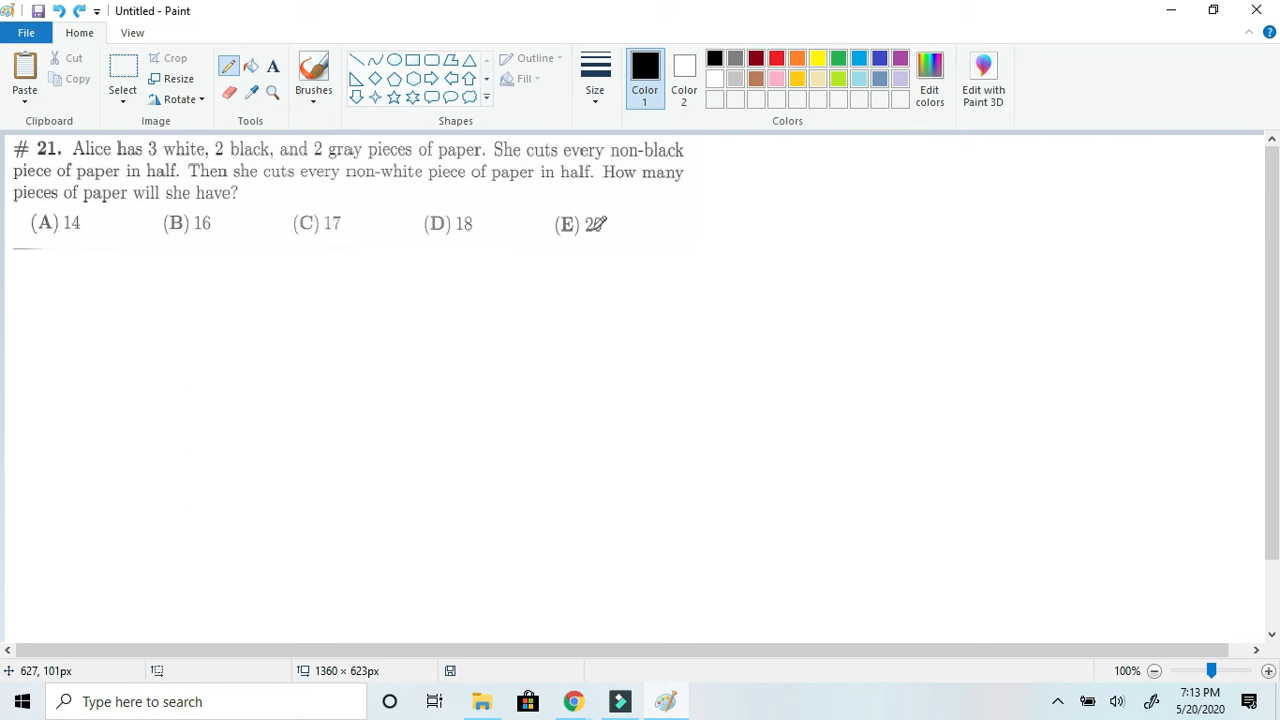 Untitled - Paint
File
Home
View
Paste
Cut
Copy
Clipboard
Select
Crop
Resize
Rotate
Image
Tools
Brushes
Shapes
Outline
Fill
Size
Color 1
Color 2
Colors
Edit colors
Edit with Paint 3D
# 21. Alice has 3 white, 2 black, and 2 gray pieces of paper. She cuts every non-black
piece of paper in half. Then she cuts every non-white piece of paper in half. How many
pieces of paper will she have?
(A) 14 (B) 16 (C) 17 (D) 18 (E) 20
627, 101px
1360 × 623px
100%
Type here to search
7:13 PM
5/20/2020